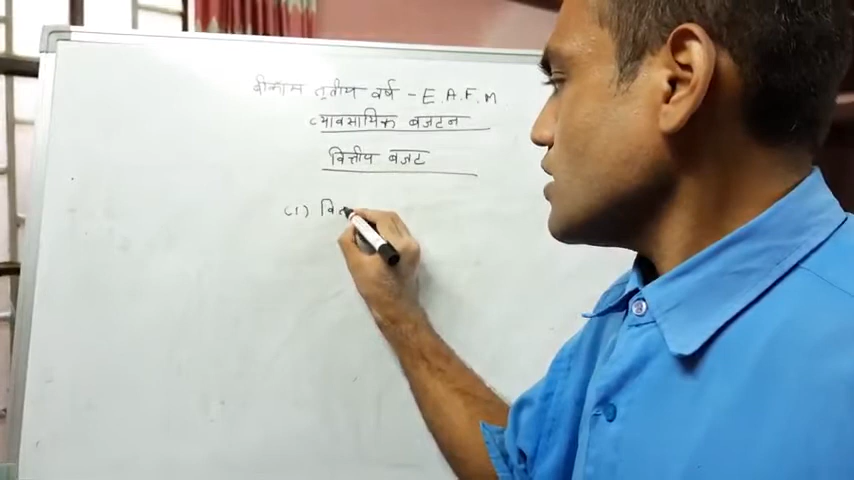 बीकाम तृतीय वर्ष - E.A.F.M
व्यावसायिक बजटन
वित्तीय बजट
(1) वित